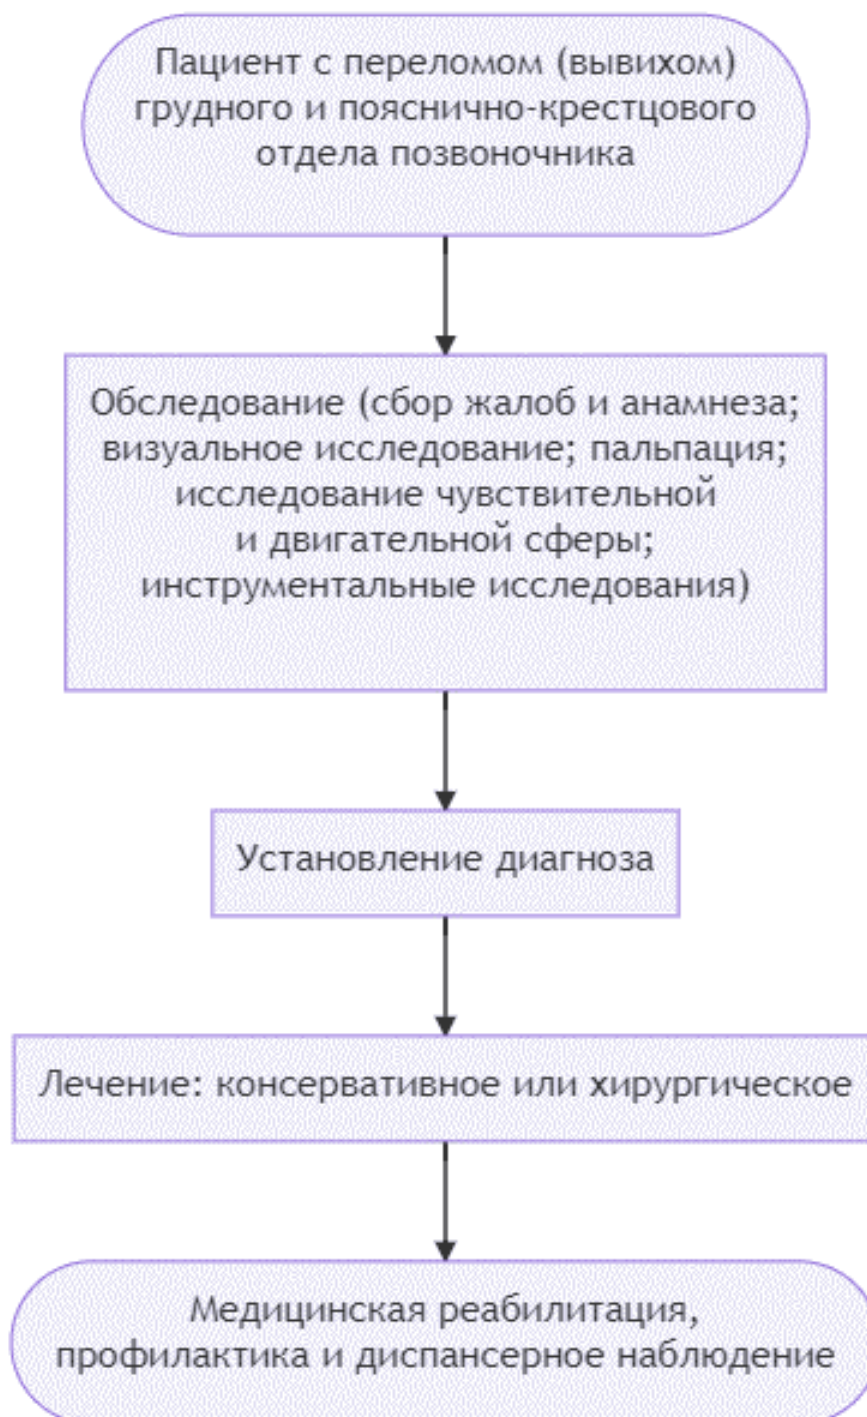 Пациент с переломом (вывихом)
грудного и пояснично-крестцового
отдела позвоночника
Обследование (сбор жалоб и анамнеза;
визуальное исследование; пальпация;
исследование чувствительной
и двигательной сферы;
инструментальные исследования)
Установление диагноза
Лечение: консервативное или хирургическое
Медицинская реабилитация,
профилактика и диспансерное наблюдение